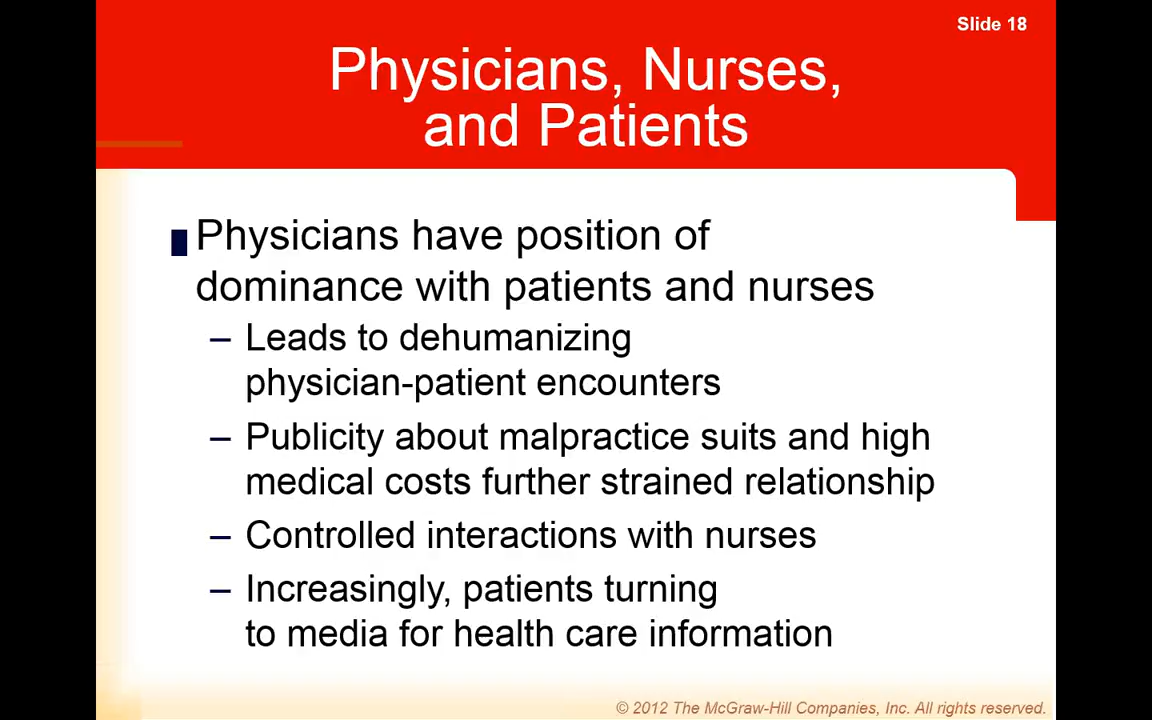 Slide 18
Physicians, Nurses,
and Patients
Physicians have position of
dominance with patients and nurses
– Leads to dehumanizing
physician-patient encounters
– Publicity about malpractice suits and high
medical costs further strained relationship
– Controlled interactions with nurses
– Increasingly, patients turning
to media for health care information
© 2012 The McGraw-Hill Companies, Inc. All rights reserved.